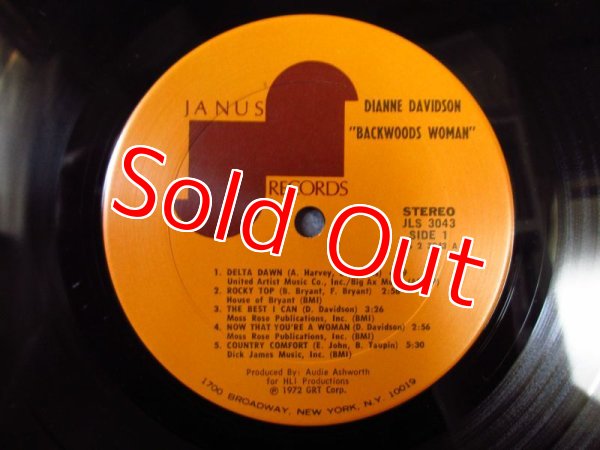 JANUS
RECORDS
DIANNE DAVIDSON
"BACKWOODS WOMAN"
STEREO
JLS 3043
SIDE 1
Sold Out
1. DELTA DAWN (A. Harvey,
United Artist Music Co., Inc./Big Ax
2. ROCKY TOP (B. Bryant, F. Bryant)
House of Bryant (BMI)
3. THE BEST I CAN (D. Davidson) 3:26
Moss Rose Publications, Inc. (BMI)
4. NOW THAT YOU'RE A WOMAN (D. Davidson) 2:56
Moss Rose Publications, Inc. (BMI)
5. COUNTRY COMFORT (E. John, B. Taupin) 5:30
Dick James Music, Inc. (BMI)
Produced By: Audie Ashworth
for HLI Productions
℗ 1972 GRT Corp.
1700 BROADWAY, NEW YORK, N.Y. 10019